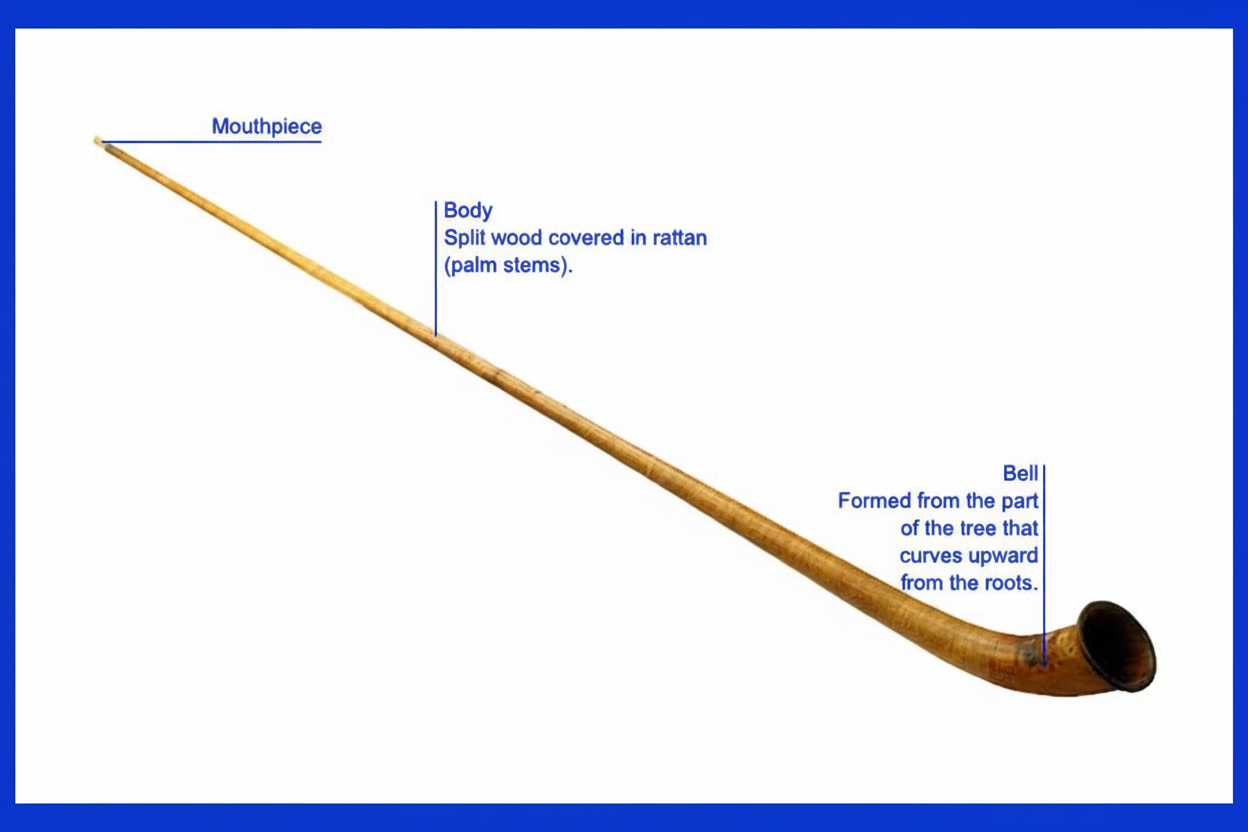 Mouthpiece
Body
Split wood covered in rattan
(palm stems).
Bell
Formed from the part
of the tree that
curves upward
from the roots.